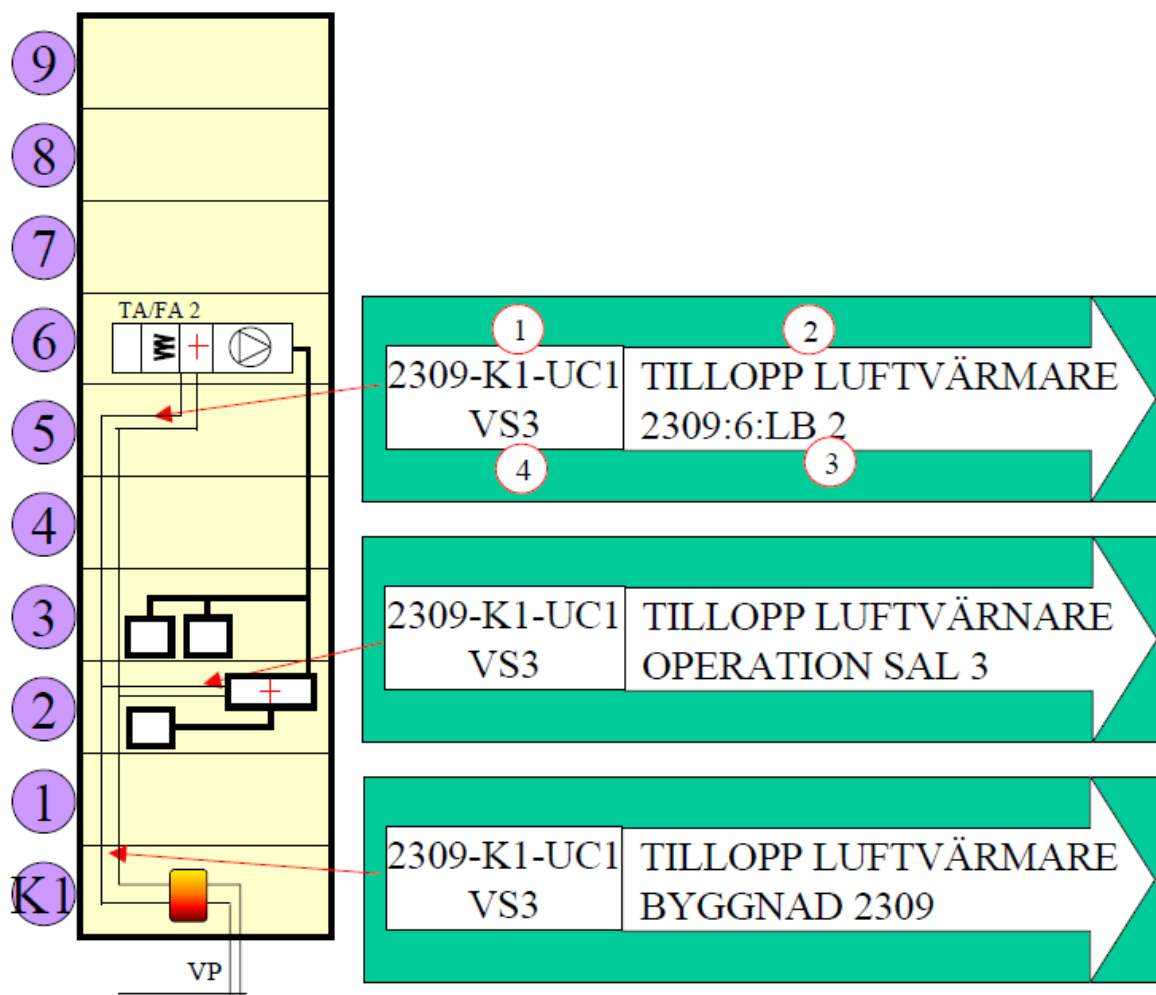 9
8
7
TA/FA 2
6
5
4
3
2
1
K1
VP
1
2
2309-K1-UC1
VS3
TILLOPP LUFTVÄRMARE
2309:6:LB 2
4
3
2309-K1-UC1
VS3
TILLOPP LUFTVÄRNARE
OPERATION SAL 3
2309-K1-UC1
VS3
TILLOPP LUFTVÄRMARE
BYGGNAD 2309